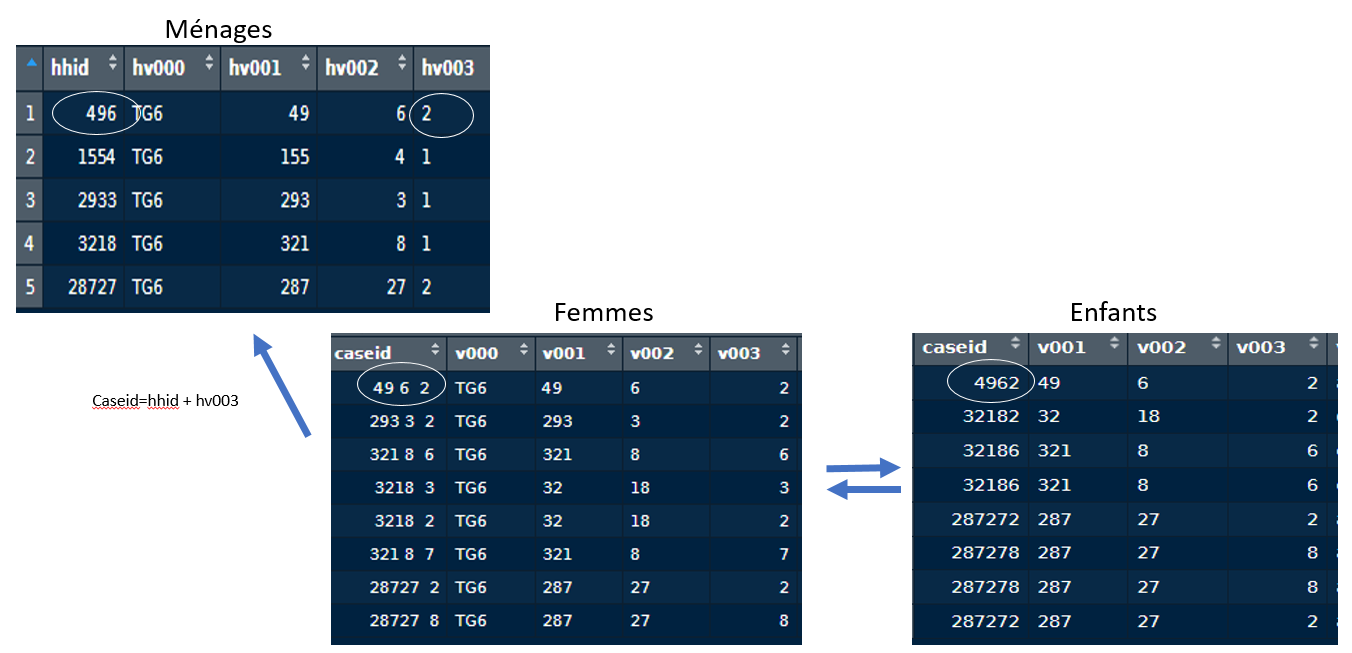 Ménages
hhid hv000 hv001 hv002 hv003
1 496 TG6 49 6 2
2 1554 TG6 155 4 1
3 2933 TG6 293 3 1
4 3218 TG6 321 8 1
5 28727 TG6 287 27 2
Caseid=hhid + hv003
Femmes
caseid v000 v001 v002 v003
49 6 2 TG6 49 6 2
293 3 2 TG6 293 3 2
321 8 6 TG6 321 8 6
3218 3 TG6 32 18 3
3218 2 TG6 32 18 2
321 8 7 TG6 321 8 7
28727 2 TG6 287 27 2
28727 8 TG6 287 27 8
Enfants
caseid v001 v002 v003
4962 49 6 2
32182 32 18 2
32186 321 8 6
32186 321 8 6
287272 287 27 2
287278 287 27 8
287278 287 27 8
287272 287 27 2